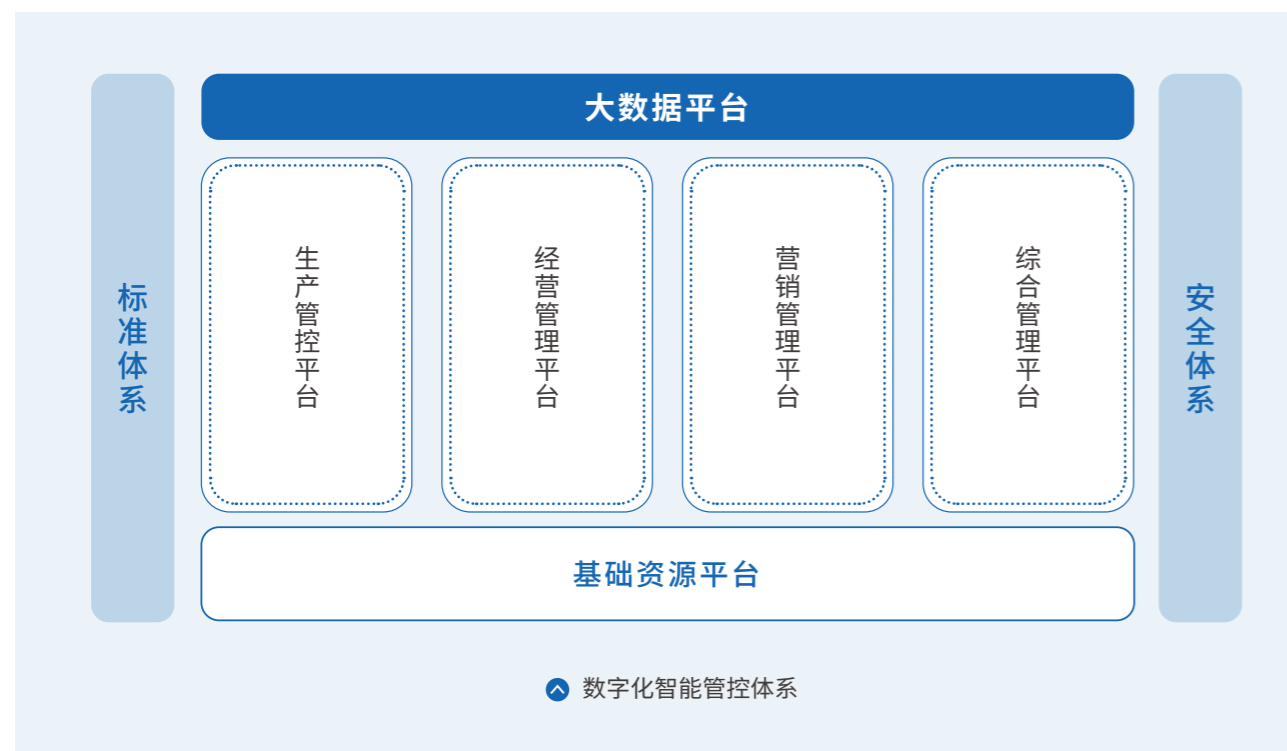 大数据平台
标准体系
生产管控平台
经营管理平台
营销管理平台
综合管理平台
安全体系
基础资源平台
数字化智能管控体系